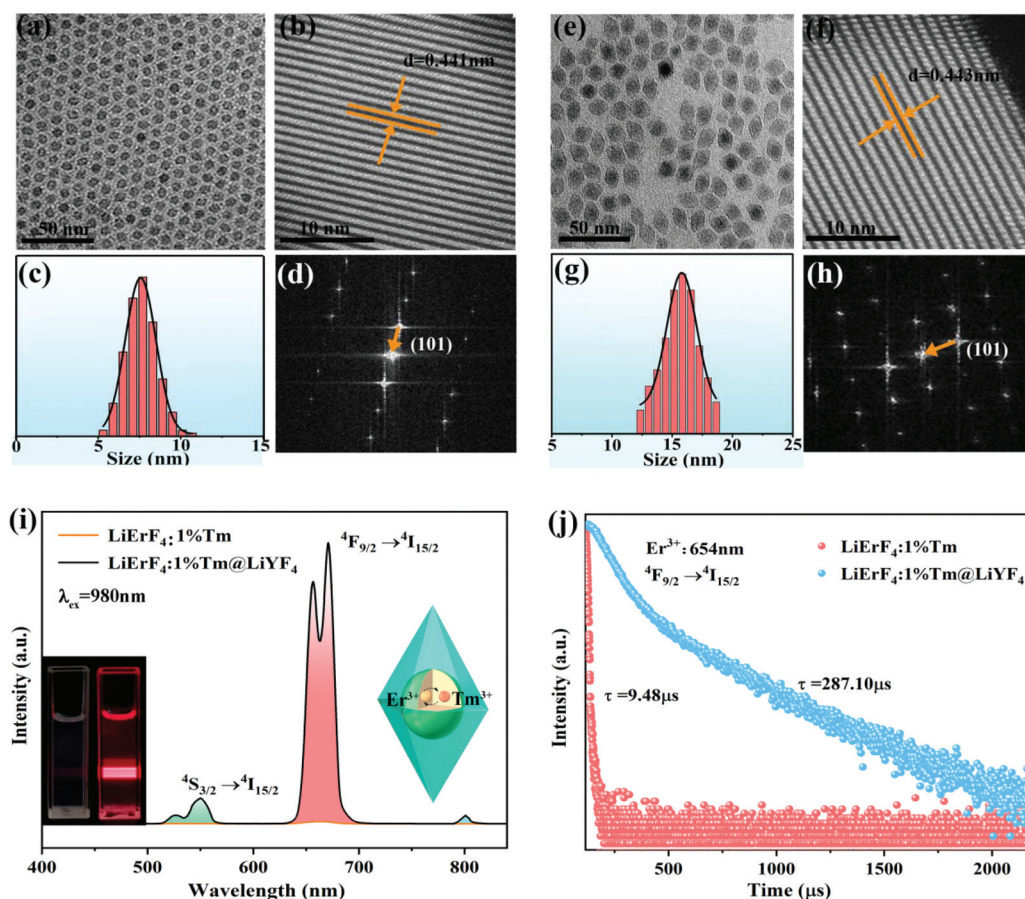 (a)
50 nm
(b)
d=0.441nm
10 nm
(c)
0 5 10 15
Size (nm)
(d)
(101)
(e)
50 nm
(f)
d=0.443nm
10 nm
(g)
5 10 15 20 25
Size (nm)
(h)
(101)
(i)
LiErF₄:1%Tm
LiErF₄:1%Tm@LiYF₄
λex=980nm
⁴F9/2→⁴I15/2
Er³⁺ Tm³⁺
⁴S3/2→⁴I15/2
Intensity (a.u.)
400 500 600 700 800
Wavelength (nm)
(j)
Er³⁺: 654nm
⁴F9/2→⁴I15/2
LiErF₄:1%Tm
LiErF₄:1%Tm@LiYF₄
τ=9.48μs
τ=287.10μs
Intensity (a.u.)
500 1000 1500 2000
Time (μs)